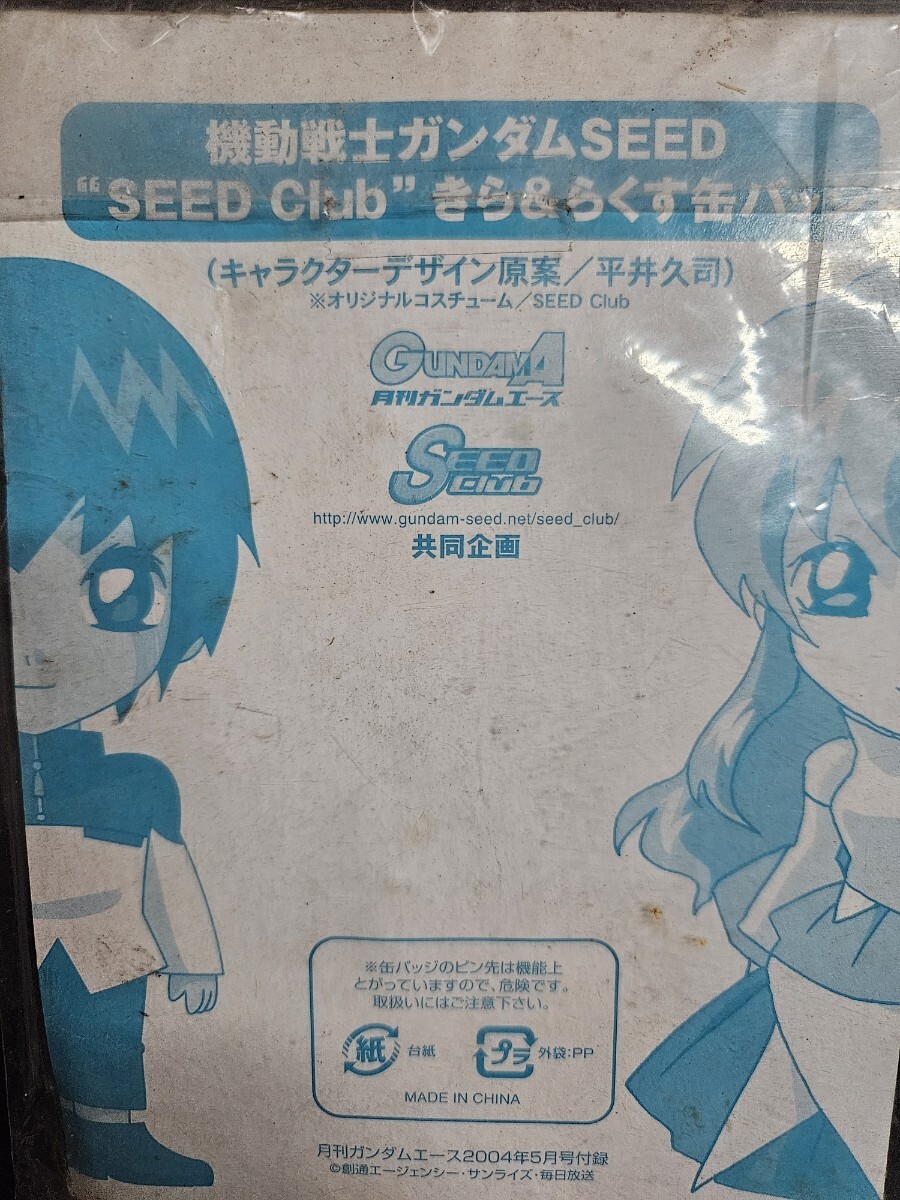 機動戦士ガンダムSEED
“SEED Club”きら&らくす缶バッジ
(キャラクターデザイン原案/平井久司)
※オリジナルコスチューム/SEED Club
GUNDAM A
月刊ガンダムエース
SEED Club
http://www.gundam-seed.net/seed_club/
共同企画
※缶バッジのピン先は機能上
とがっていますので、危険です。
取扱いにはご注意下さい。
紙 台紙 プラ 外袋:PP
MADE IN CHINA
月刊ガンダムエース2004年5月号付録
©創通エージェンシー・サンライズ・毎日放送